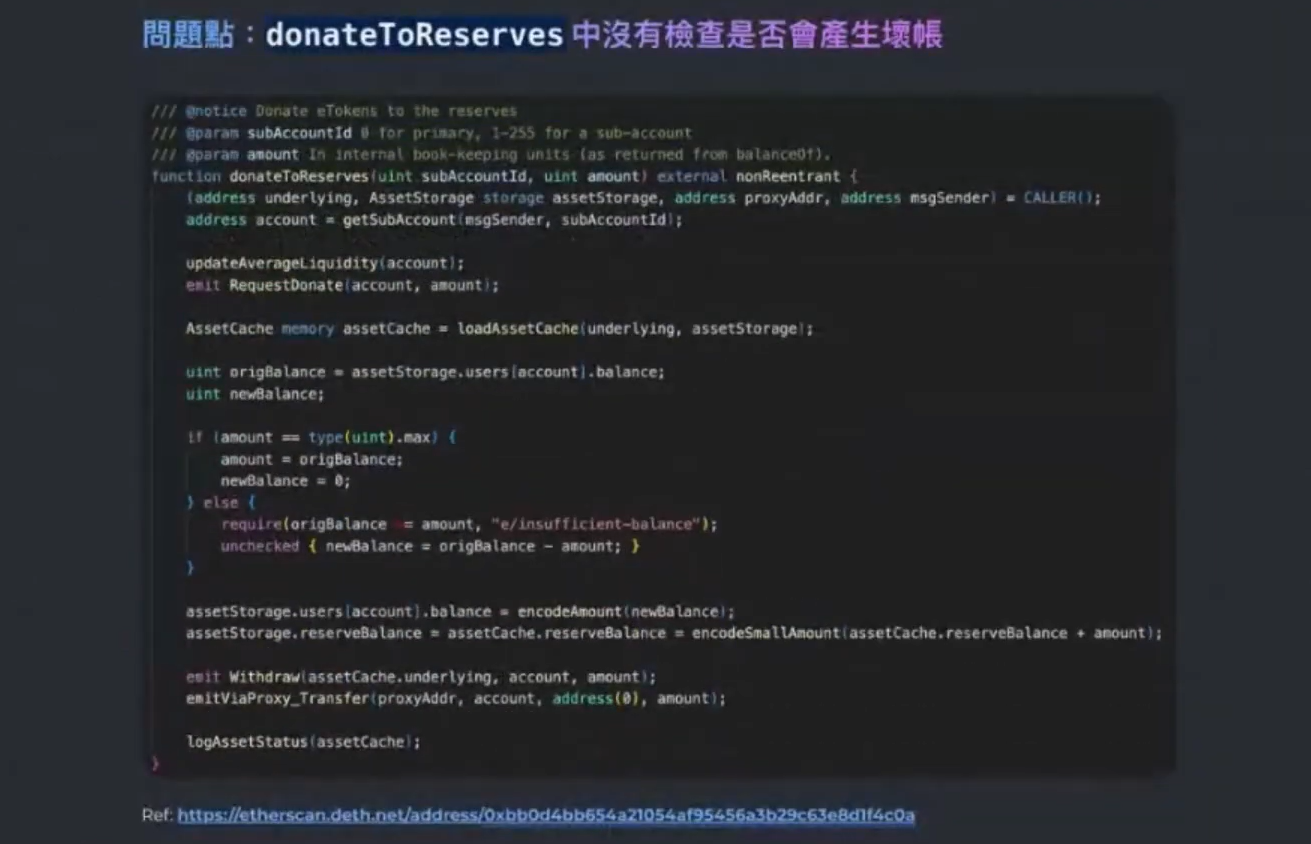 問題點：donateToReserves 中沒有檢查是否會產生壞帳
/// @notice Donate eTokens to the reserves
/// @param subAccountId 0 for primary, 1-255 for a sub-account
/// @param amount In internal book-keeping units (as returned from balanceOf).
function donateToReserves(uint subAccountId, uint amount) external nonReentrant {
(address underlying, AssetStorage storage assetStorage, address proxyAddr, address msgSender) = CALLER();
address account = getSubAccount(msgSender, subAccountId);
updateAverageLiquidity(account);
emit RequestDonate(account, amount);
AssetCache memory assetCache = loadAssetCache(underlying, assetStorage);
uint origBalance = assetStorage.users[account].balance;
uint newBalance;
if (amount == type(uint).max) {
amount = origBalance;
newBalance = 0;
} else {
require(origBalance = amount, "e/insufficient-balance");
unchecked { newBalance = origBalance - amount; }
}
assetStorage.users[account].balance = encodeAmount(newBalance);
assetStorage.reserveBalance = assetCache.reserveBalance = encodeSmallAmount(assetCache.reserveBalance + amount);
emit Withdraw(assetCache.underlying, account, amount);
emitViaProxy_Transfer(proxyAddr, account, address(0), amount);
logAssetStatus(assetCache);
}
Ref: https://etherscan.deth.net/address/0xbb0d4bb654a21054af95456a3b29c63e8d1f4c0a